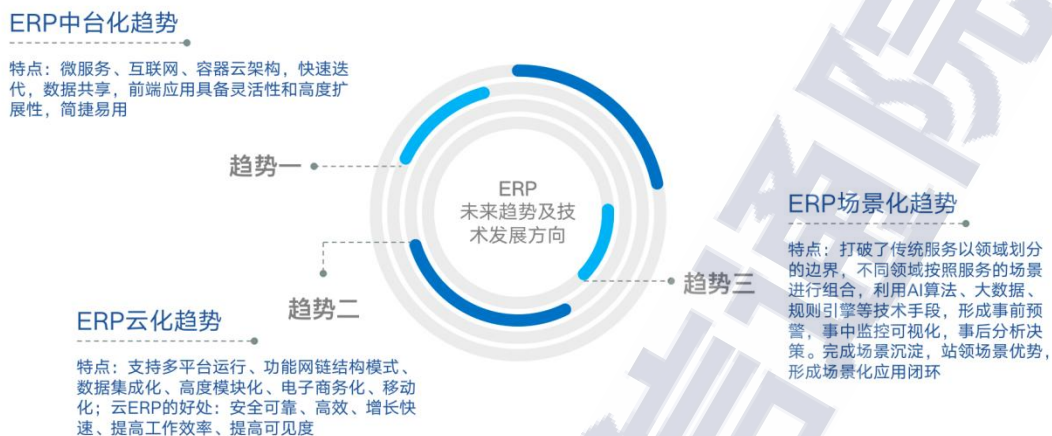 ERP中台化趋势
特点：微服务、互联网、容器云架构，快速迭
代，数据共享，前端应用具备灵活性和高度扩
展性，简捷易用
趋势一
ERP
未来趋势及技
术发展方向
ERP场景化趋势
特点：打破了传统服务以领域划分
的边界，不同领域按照服务的场景
进行组合，利用AI算法、大数据、
规则引擎等技术手段，形成事前预
警，事中监控可视化，事后分析决
策。完成场景沉淀，站领场景优势，
形成场景化应用闭环
趋势三
趋势二
ERP云化趋势
特点：支持多平台运行、功能网链结构模式、
数据集成化、高度模块化、电子商务化、移动
化；云ERP的好处：安全可靠、高效、增长快
速、提高工作效率、提高可见度